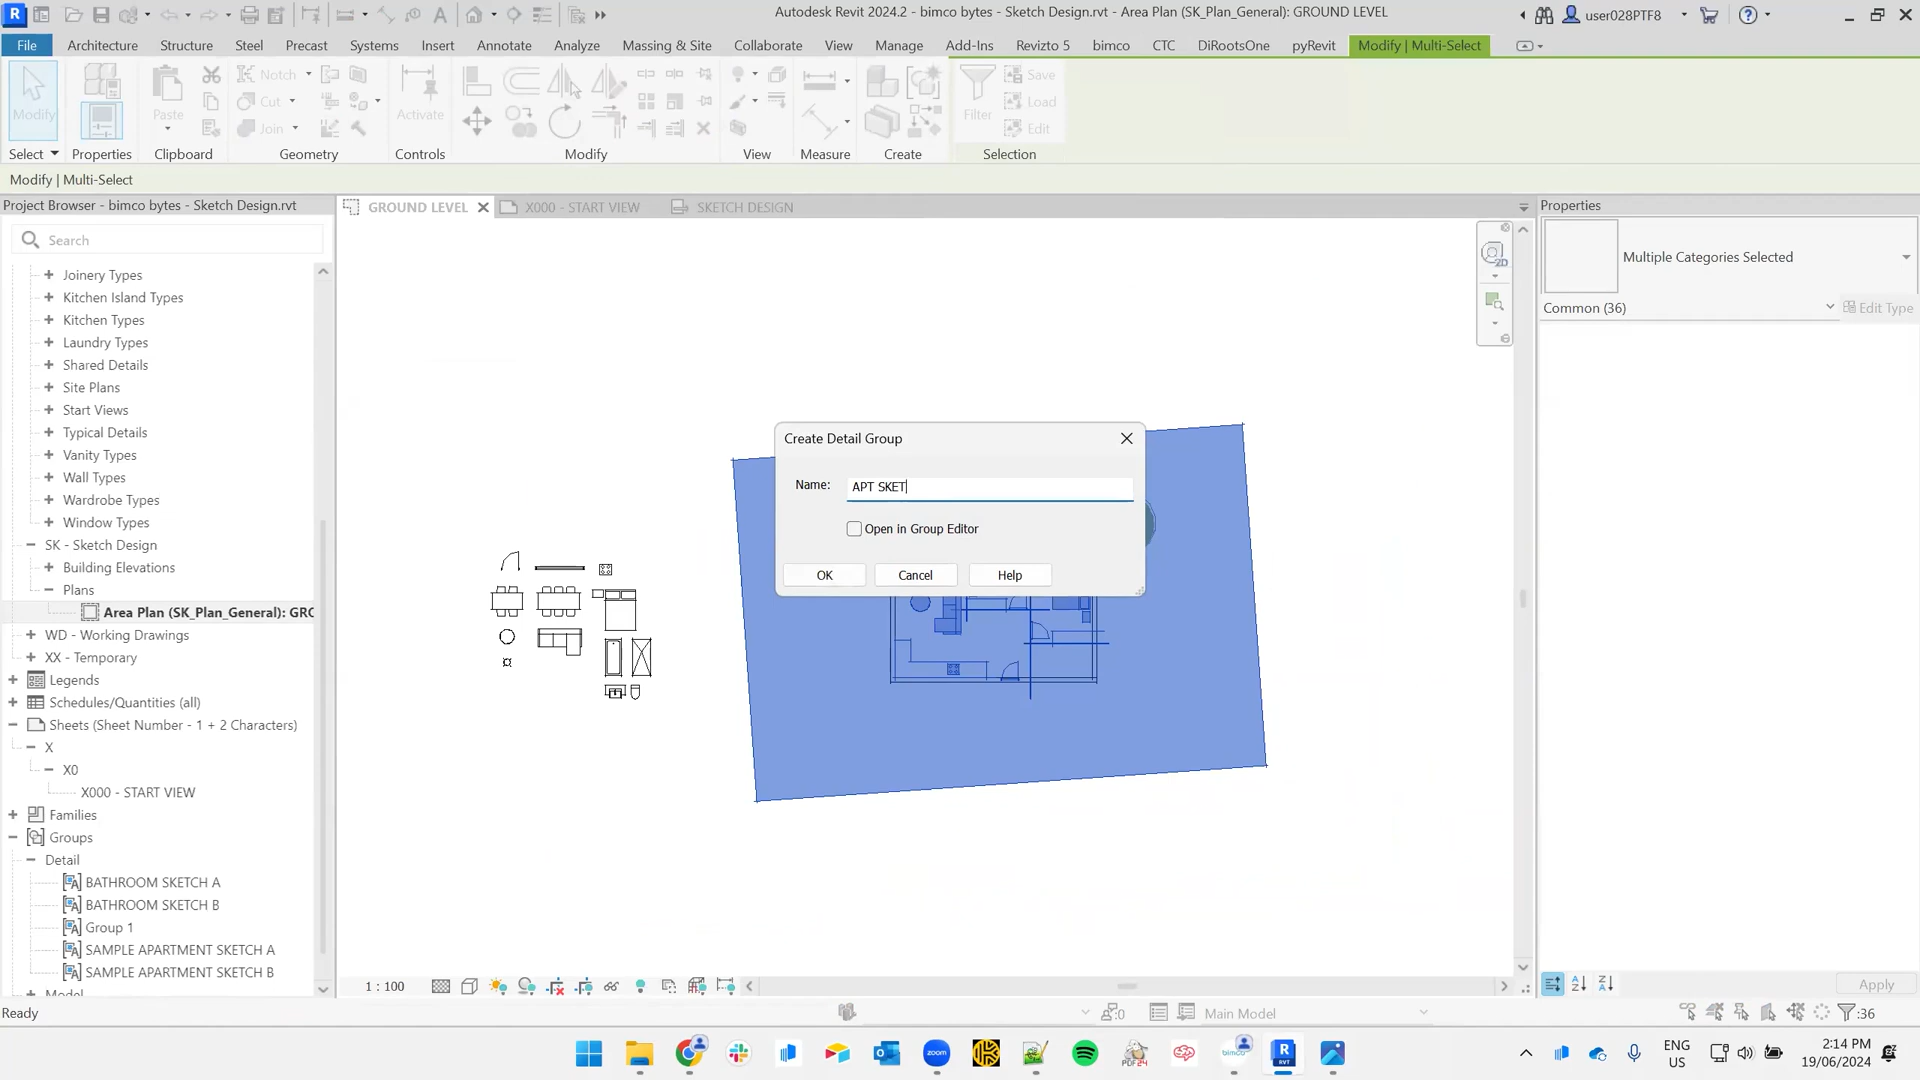 Autodesk Revit 2024.2 - bimco bytes - Sketch Design.rvt - Area Plan (SK_Plan_General): GROUND LEVEL
user028PTF8
File Architecture Structure Steel Precast Systems Insert Annotate Analyze Massing & Site Collaborate View Manage Add-Ins Revizto 5 bimco CTC DiRootsOne pyRevit Modify | Multi-Select
Modify
Paste
Notch
Cut
Join
Activate
Filter
Save
Load
Edit
Select Properties Clipboard Geometry Controls Modify View Measure Create Selection
Modify | Multi-Select
Project Browser - bimco bytes - Sketch Design.rvt
Search
Joinery Types
Kitchen Island Types
Kitchen Types
Laundry Types
Shared Details
Site Plans
Start Views
Typical Details
Vanity Types
Wall Types
Wardrobe Types
Window Types
SK - Sketch Design
Building Elevations
Plans
Area Plan (SK_Plan_General): GRO
WD - Working Drawings
XX - Temporary
Legends
Schedules/Quantities (all)
Sheets (Sheet Number - 1 + 2 Characters)
X
X0
X000 - START VIEW
Families
Groups
Detail
BATHROOM SKETCH A
BATHROOM SKETCH B
Group 1
SAMPLE APARTMENT SKETCH A
SAMPLE APARTMENT SKETCH B
Model
GROUND LEVEL
X000 - START VIEW
SKETCH DESIGN
2D
Create Detail Group
Name:
APT SKET
Open in Group Editor
OK
Cancel
Help
Properties
Multiple Categories Selected
Common (36)
Edit Type
Apply
1 : 100
Ready
:0
Main Model
:36
zoom
PDF24
bimco
RVT
ENG
US
2:14 PM
19/06/2024